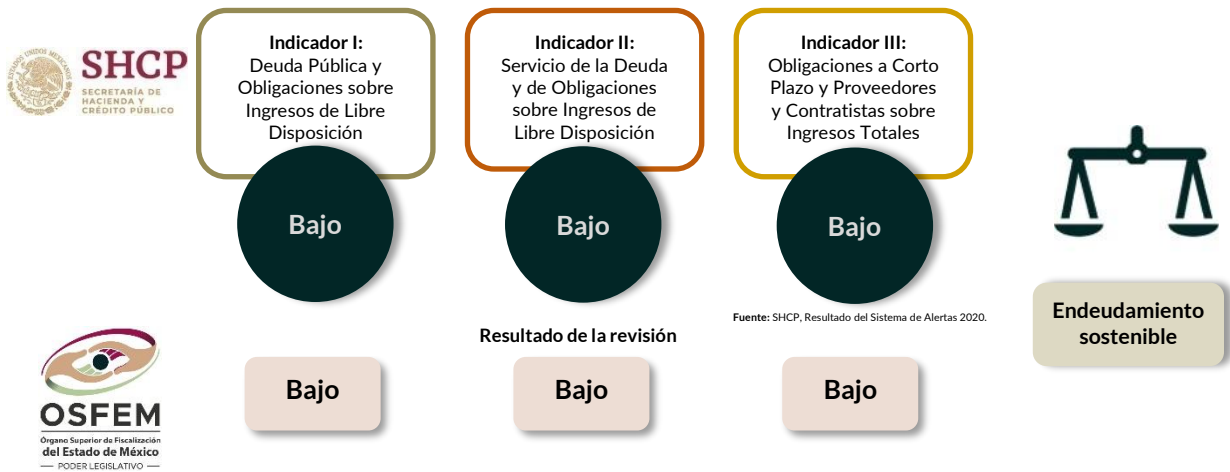 SHCP
SECRETARÍA DE
HACIENDA Y
CRÉDITO PÚBLICO
Indicador I:
Deuda Pública y
Obligaciones sobre
Ingresos de Libre
Disposición
Bajo
Indicador II:
Servicio de la Deuda
y de Obligaciones
sobre Ingresos de
Libre Disposición
Bajo
Indicador III:
Obligaciones a Corto
Plazo y Proveedores
y Contratistas sobre
Ingresos Totales
Bajo
Fuente: SHCP, Resultado del Sistema de Alertas 2020.
Endeudamiento
sostenible
Resultado de la revisión
OSFEM
Órgano Superior de Fiscalización
del Estado de México
PODER LEGISLATIVO
Bajo
Bajo
Bajo